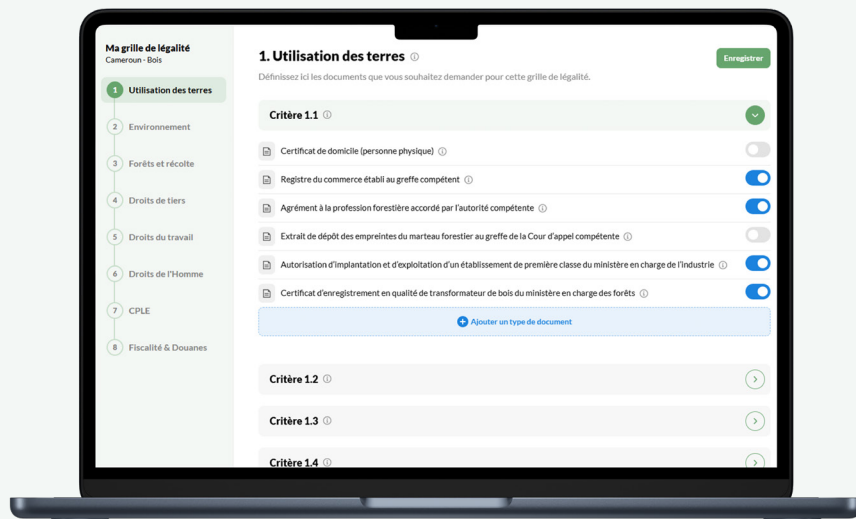 Ma grille de légalité
Cameroun - Bois
1 Utilisation des terres
2 Environnement
3 Forêts et récolte
4 Droits de tiers
5 Droits du travail
6 Droits de l'Homme
7 CPLE
8 Fiscalité & Douanes
1. Utilisation des terres
Enregistrer
Définissez ici les documents que vous souhaitez demander pour cette grille de légalité.
Critère 1.1
Certificat de domicile (personne physique)
Registre du commerce établi au greffe compétent
Agrément à la profession forestière accordé par l'autorité compétente
Extrait de dépôt des empreintes du marteau forestier au greffe de la Cour d'appel compétente
Autorisation d'implantation et d'exploitation d'un établissement de première classe du ministère en charge de l'industrie
Certificat d'enregistrement en qualité de transformateur de bois du ministère en charge des forêts
Ajouter un type de document
Critère 1.2
Critère 1.3
Critère 1.4